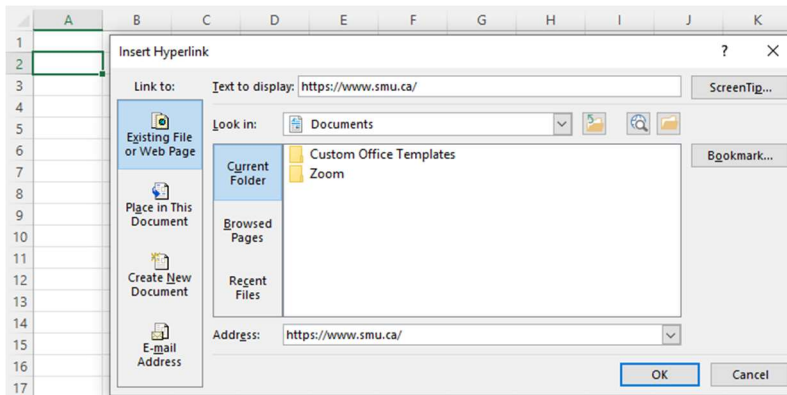 A B C D E F G H I J K
1
Insert Hyperlink ? ×
2
3
Link to: Text to display: https://www.smu.ca/ ScreenTip...
4
5
Existing File
or Web Page
Look in: Documents
6
Current
Folder
Custom Office Templates
Zoom
Bookmark...
7
8
9
Place in This
Document
Browsed
Pages
10
11
12
Create New
Document
Recent
Files
13
14
15
E-mail
Address
Address: https://www.smu.ca/
16
OK Cancel
17